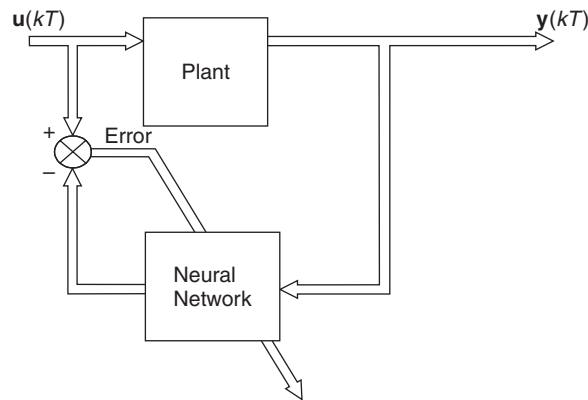 u(kT)
y(kT)
Plant
+
Error
−
Neural
Network